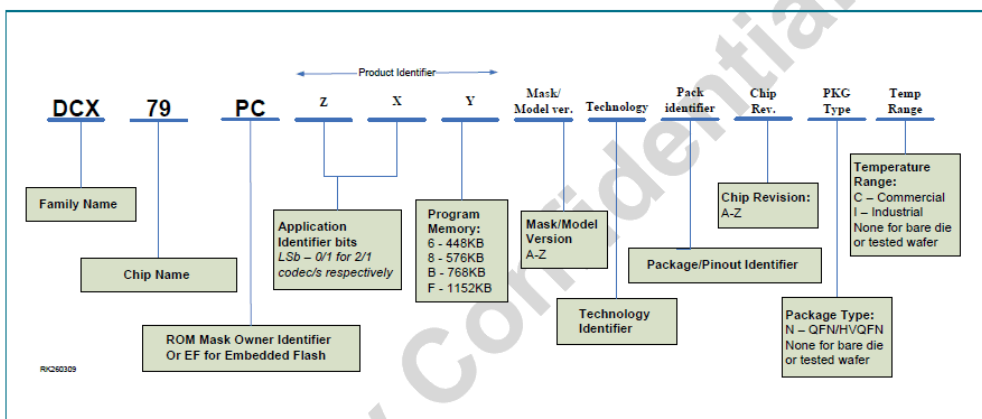 Product Identifier
DCX 79 PC Z X Y Mask/ Model ver. Technology Pack identifier Chip Rev. PKG Type Temp Range
Family Name
Chip Name
ROM Mask Owner Identifier
Or EF for Embedded Flash
Application
Identifier bits
LSb – 0/1 for 2/1
codec/s respectively
Program
Memory:
6 - 448KB
8 - 576KB
B - 768KB
F - 1152KB
Mask/Model
Version
A-Z
Technology
Identifier
Package/Pinout Identifier
Chip Revision:
A-Z
Package Type:
N – QFN/HVQFN
None for bare die
or tested wafer
Temperature
Range:
C – Commercial
I – Industrial
None for bare die
or tested wafer
RK260309
y Confidential